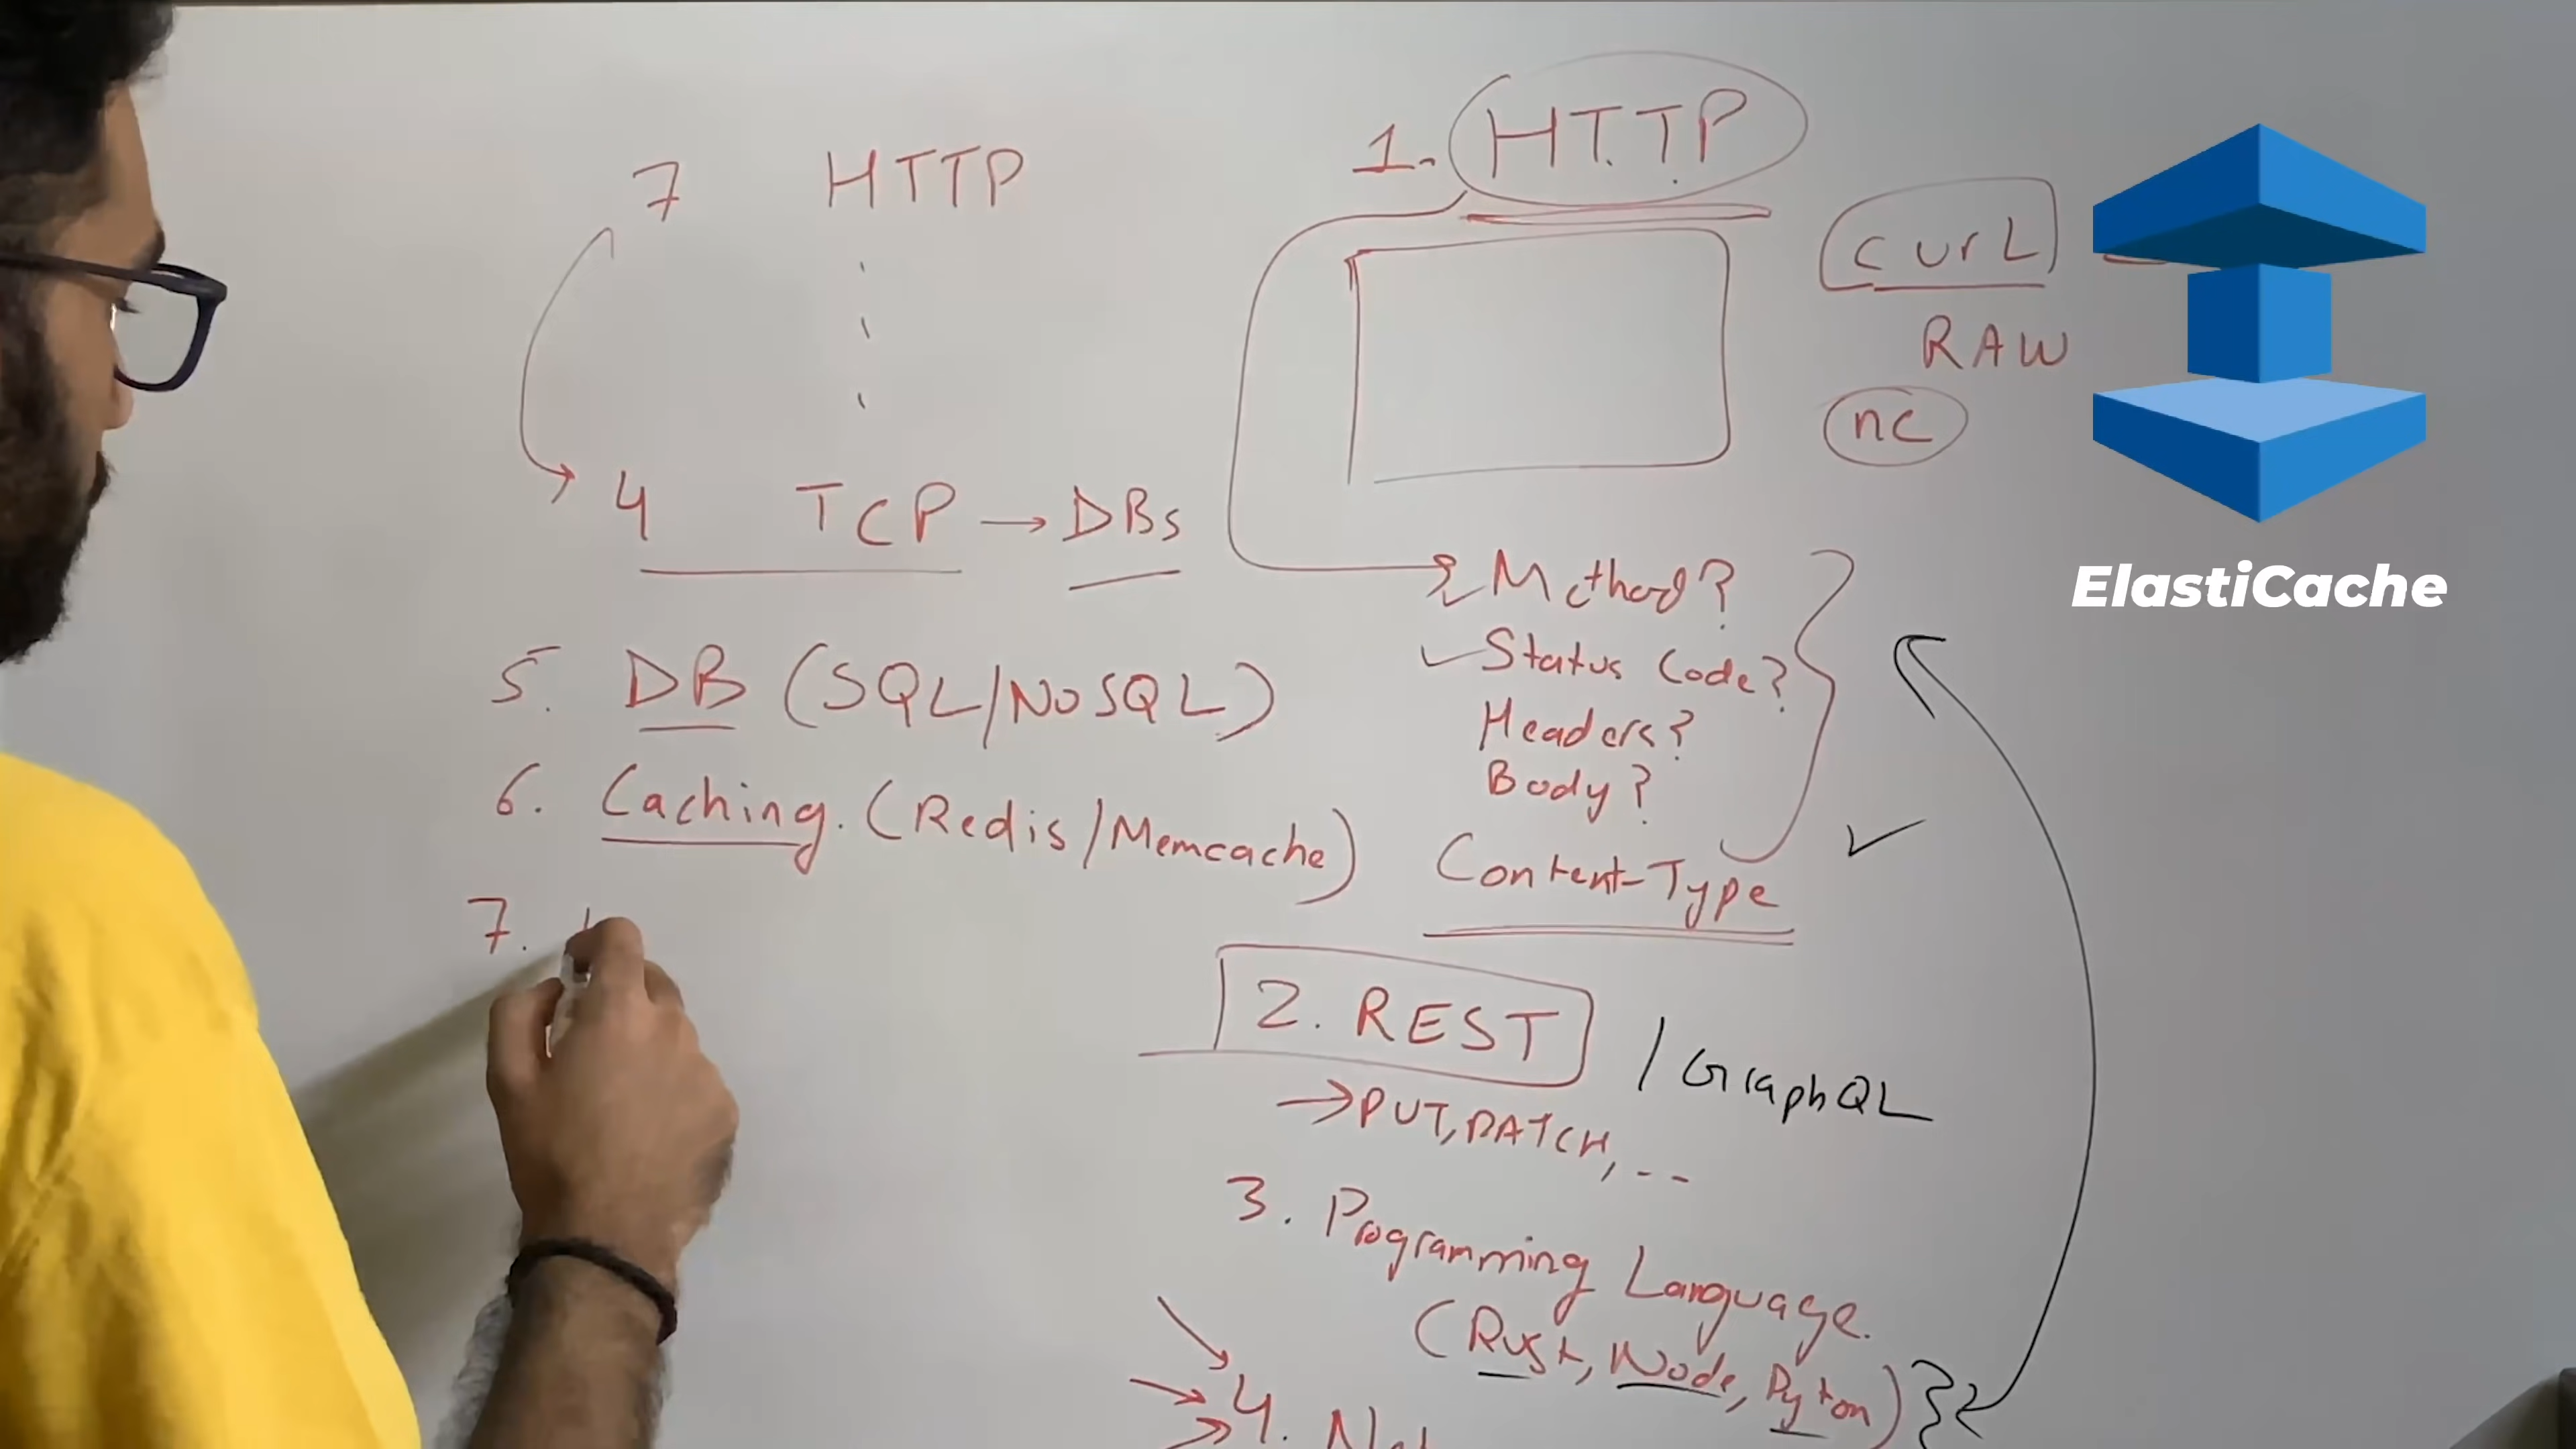 7 HTTP
4 TCP → DBs
5. DB (SQL/NoSQL)
6. Caching. (Redis/Memcache)
7.
1. HTTP
curL
RAW
nc
Method?
Status Code?
Headers?
Body?
Content-Type
2. REST / GraphQL
→ PUT, PATCH, ..
3. Programming Language.
(Rust, Node, Pyton)
4.
ElastiCache